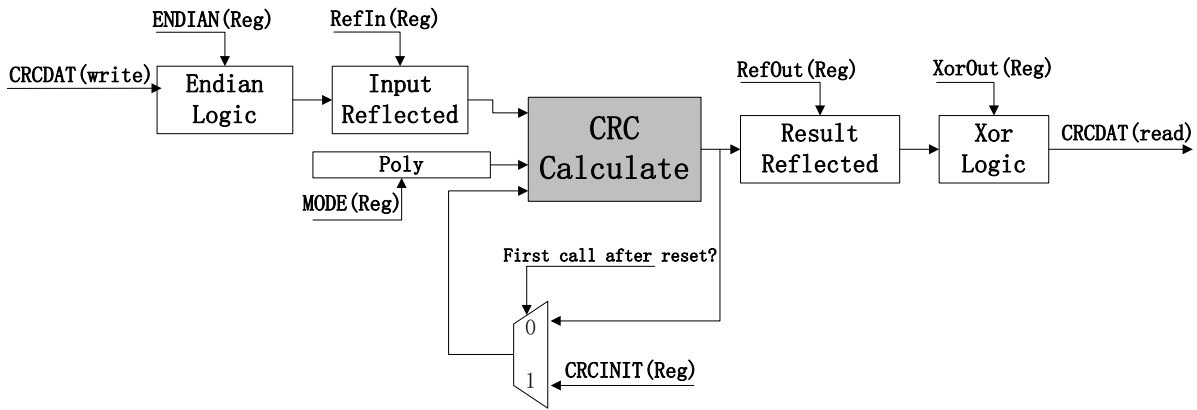 ENDIAN(Reg)
RefIn(Reg)
CRCDAT(write)
Endian
Logic
Input
Reflected
RefOut(Reg)
XorOut(Reg)
CRC
Calculate
Result
Reflected
Xor
Logic
CRCDAT(read)
Poly
MODE(Reg)
First call after reset?
0
1
CRCINIT(Reg)